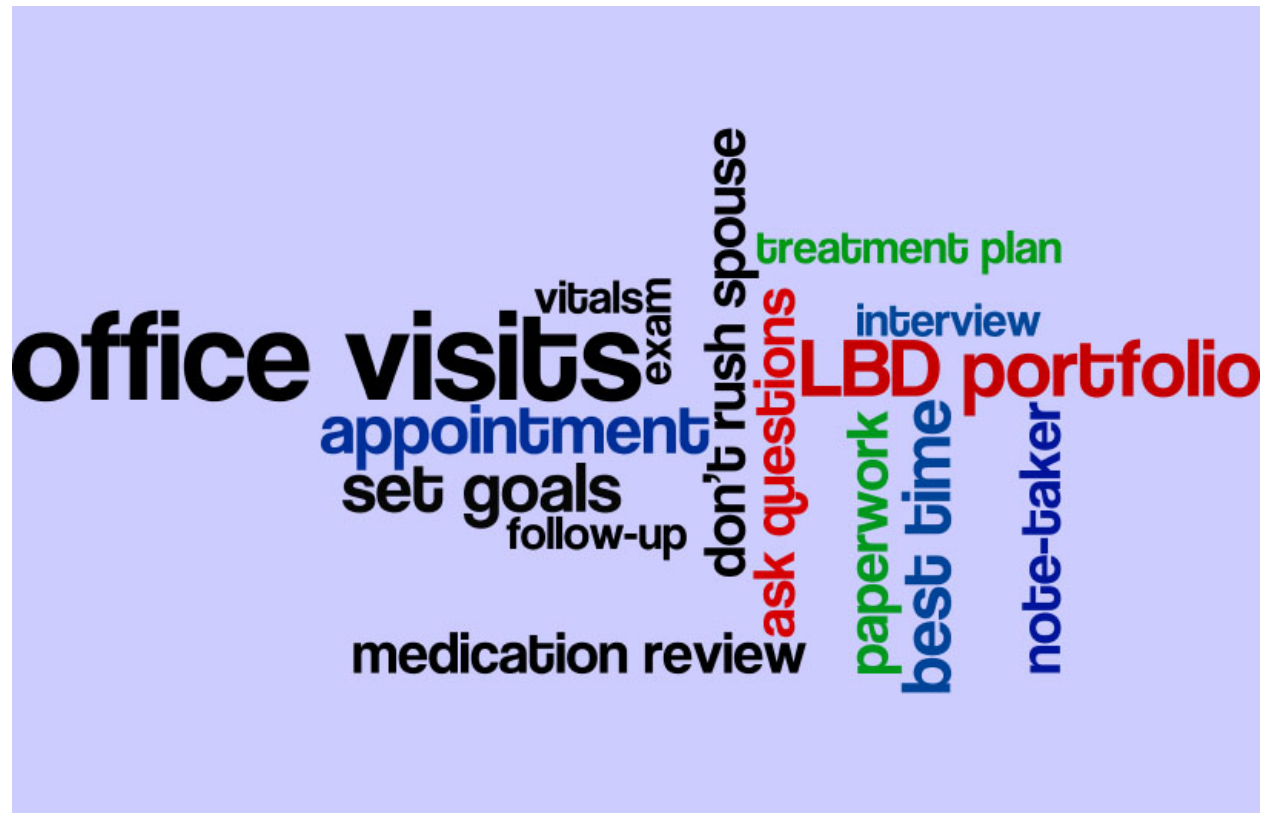 don't rush spouse
treatment plan
vitals
exam
interview
office visits
ask questions
LBD portfolio
appointment
set goals
follow-up
paperwork
best time
note-taker
medication review